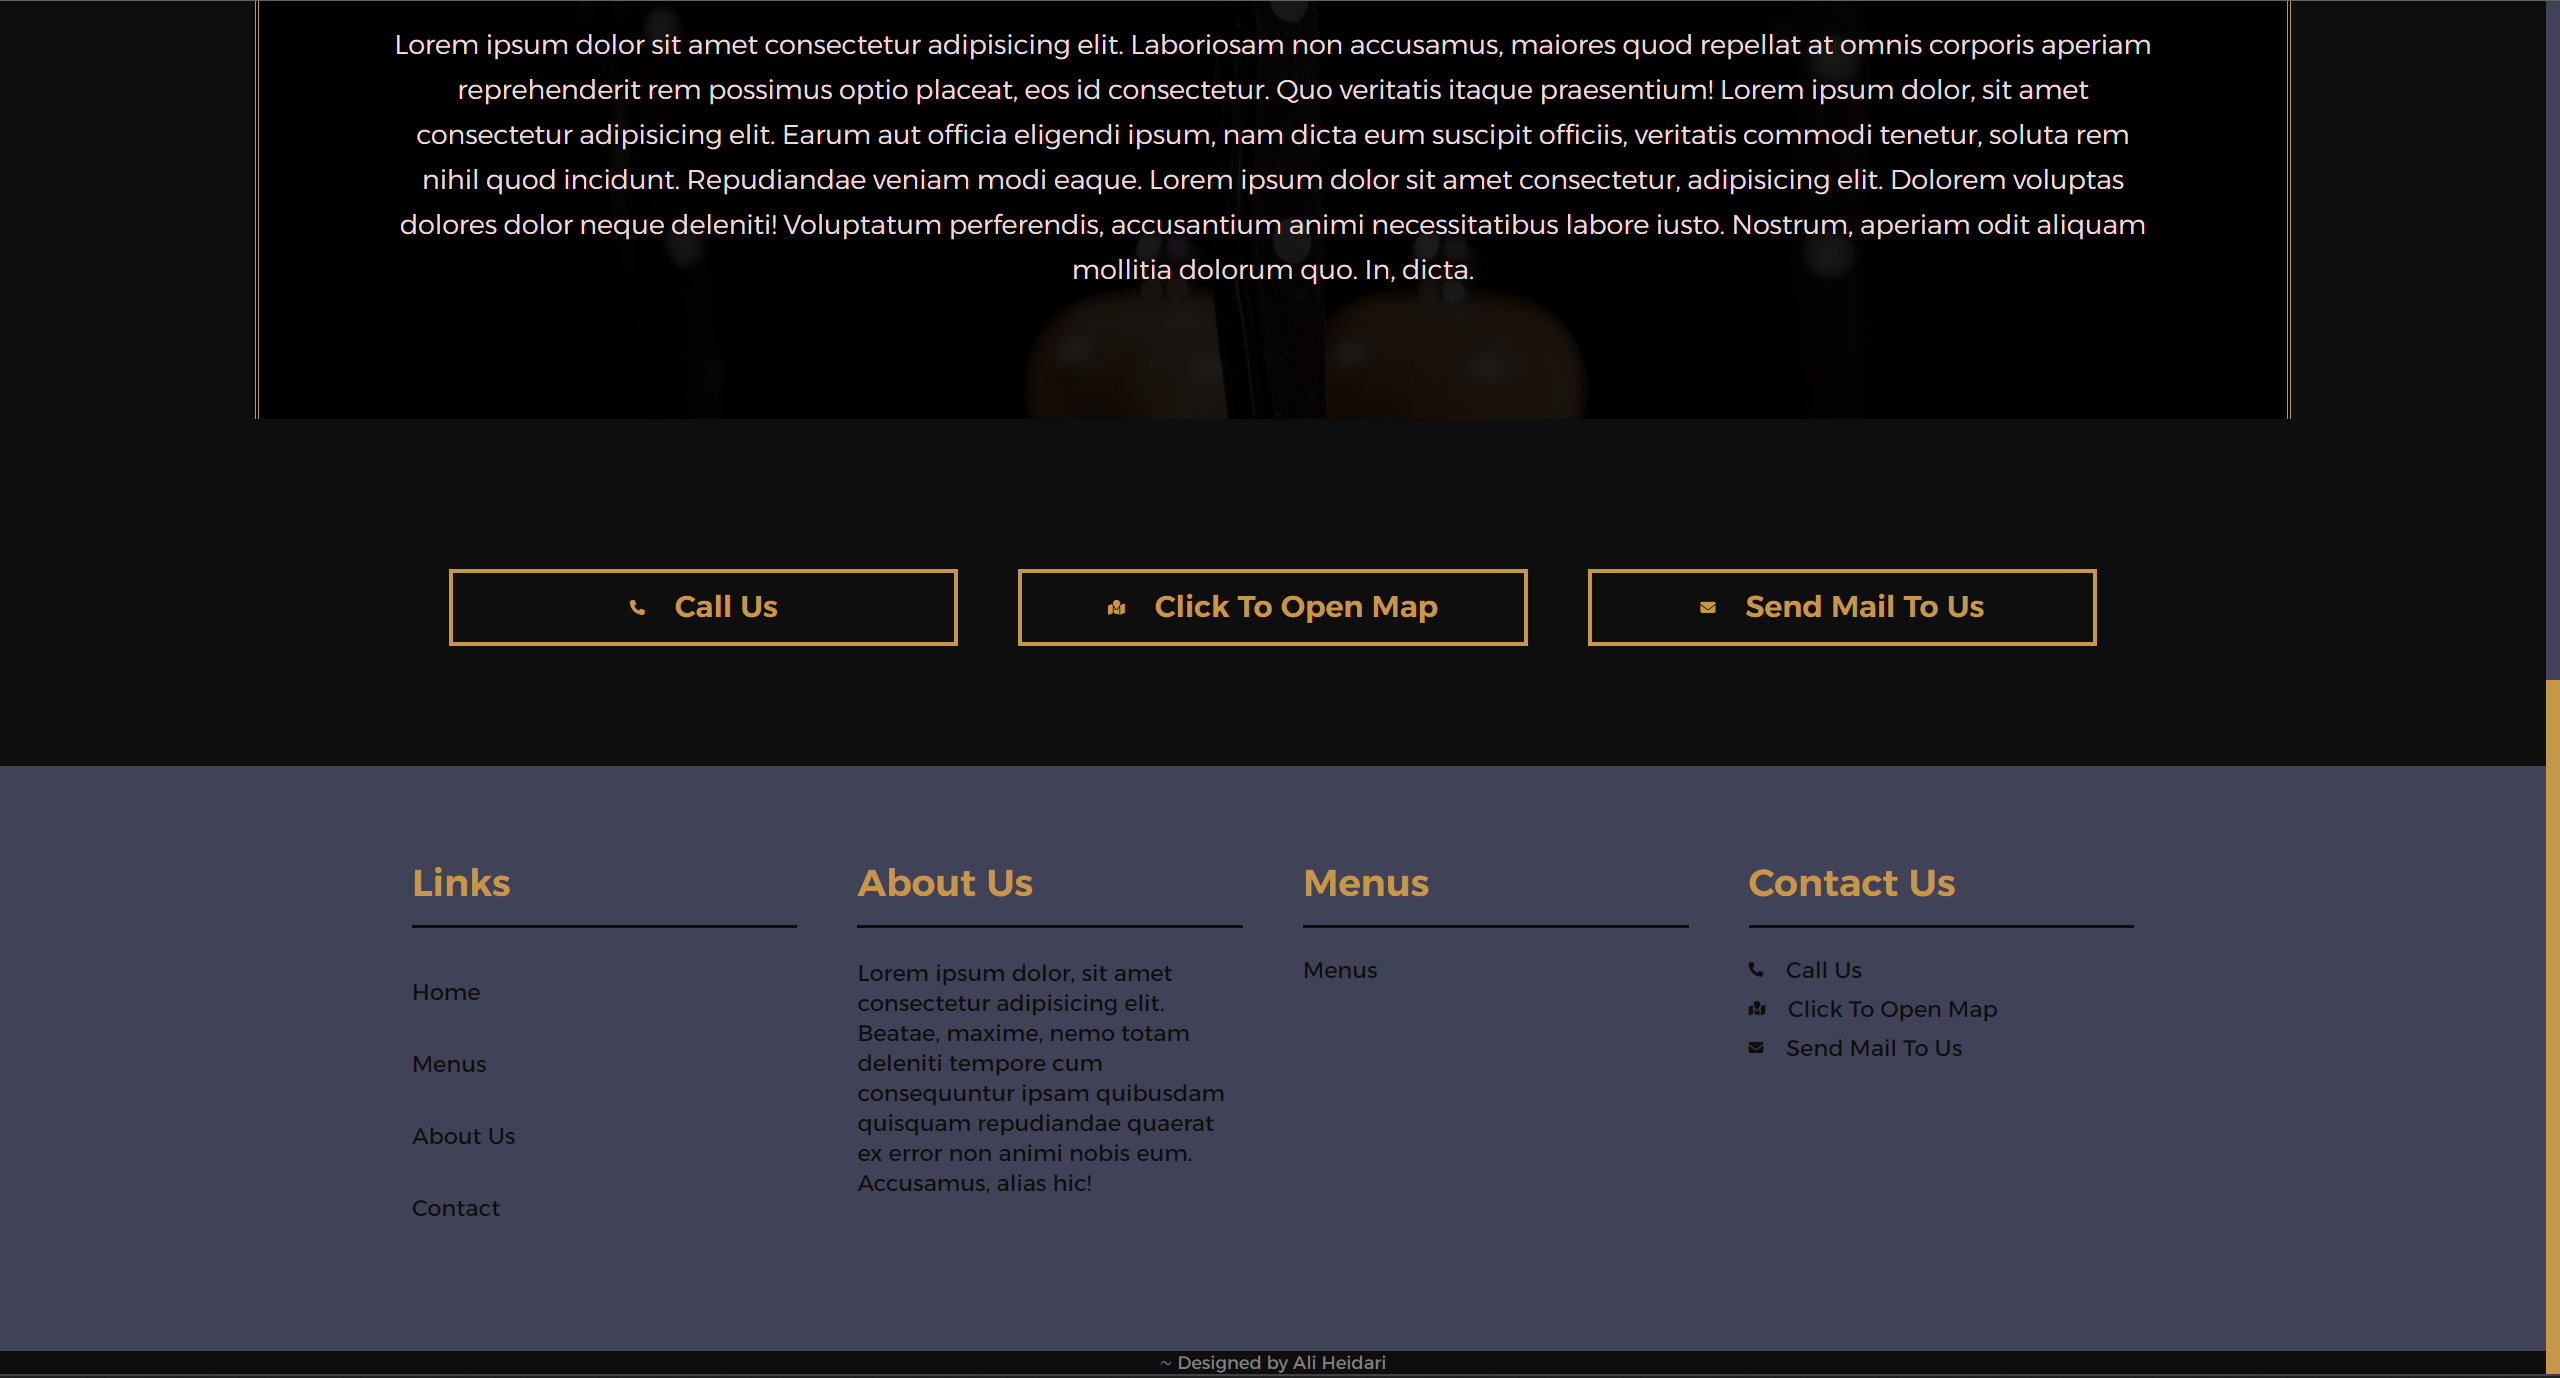 Lorem ipsum dolor sit amet consectetur adipisicing elit. Laboriosam non accusamus, maiores quod repellat at omnis corporis aperiam
reprehenderit rem possimus optio placeat, eos id consectetur. Quo veritatis itaque praesentium! Lorem ipsum dolor, sit amet
consectetur adipisicing elit. Earum aut officia eligendi ipsum, nam dicta eum suscipit officiis, veritatis commodi tenetur, soluta rem
nihil quod incidunt. Repudiandae veniam modi eaque. Lorem ipsum dolor sit amet consectetur, adipisicing elit. Dolorem voluptas
dolores dolor neque deleniti! Voluptatum perferendis, accusantium animi necessitatibus labore iusto. Nostrum, aperiam odit aliquam
mollitia dolorum quo. In, dicta.
Call Us
Click To Open Map
Send Mail To Us
Links
Home
Menus
About Us
Contact
About Us
Lorem ipsum dolor, sit amet
consectetur adipisicing elit.
Beatae, maxime, nemo totam
deleniti tempore cum
consequuntur ipsam quibusdam
quisquam repudiandae quaerat
ex error non animi nobis eum.
Accusamus, alias hic!
Menus
Menus
Contact Us
Call Us
Click To Open Map
Send Mail To Us
~ Designed by Ali Heidari